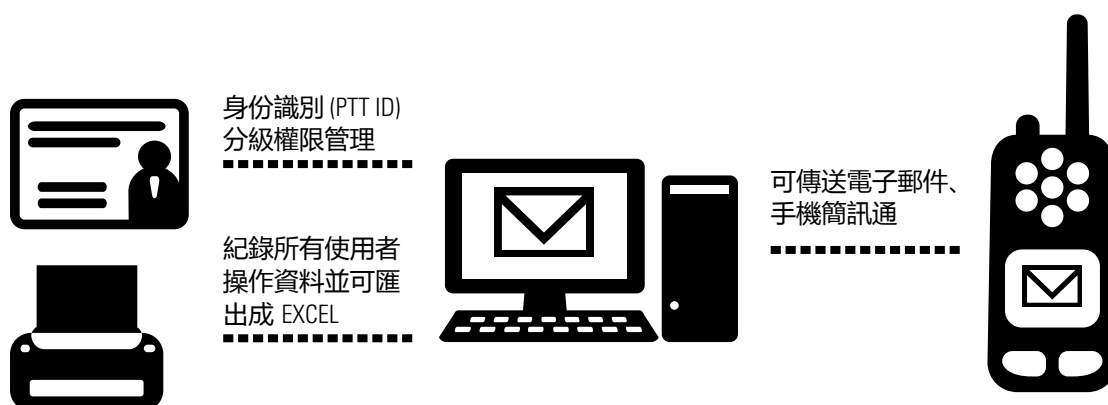 身份識別 (PTT ID)
分級權限管理
紀錄所有使用者
操作資料並可匯
出成 EXCEL
可傳送電子郵件、
手機簡訊通